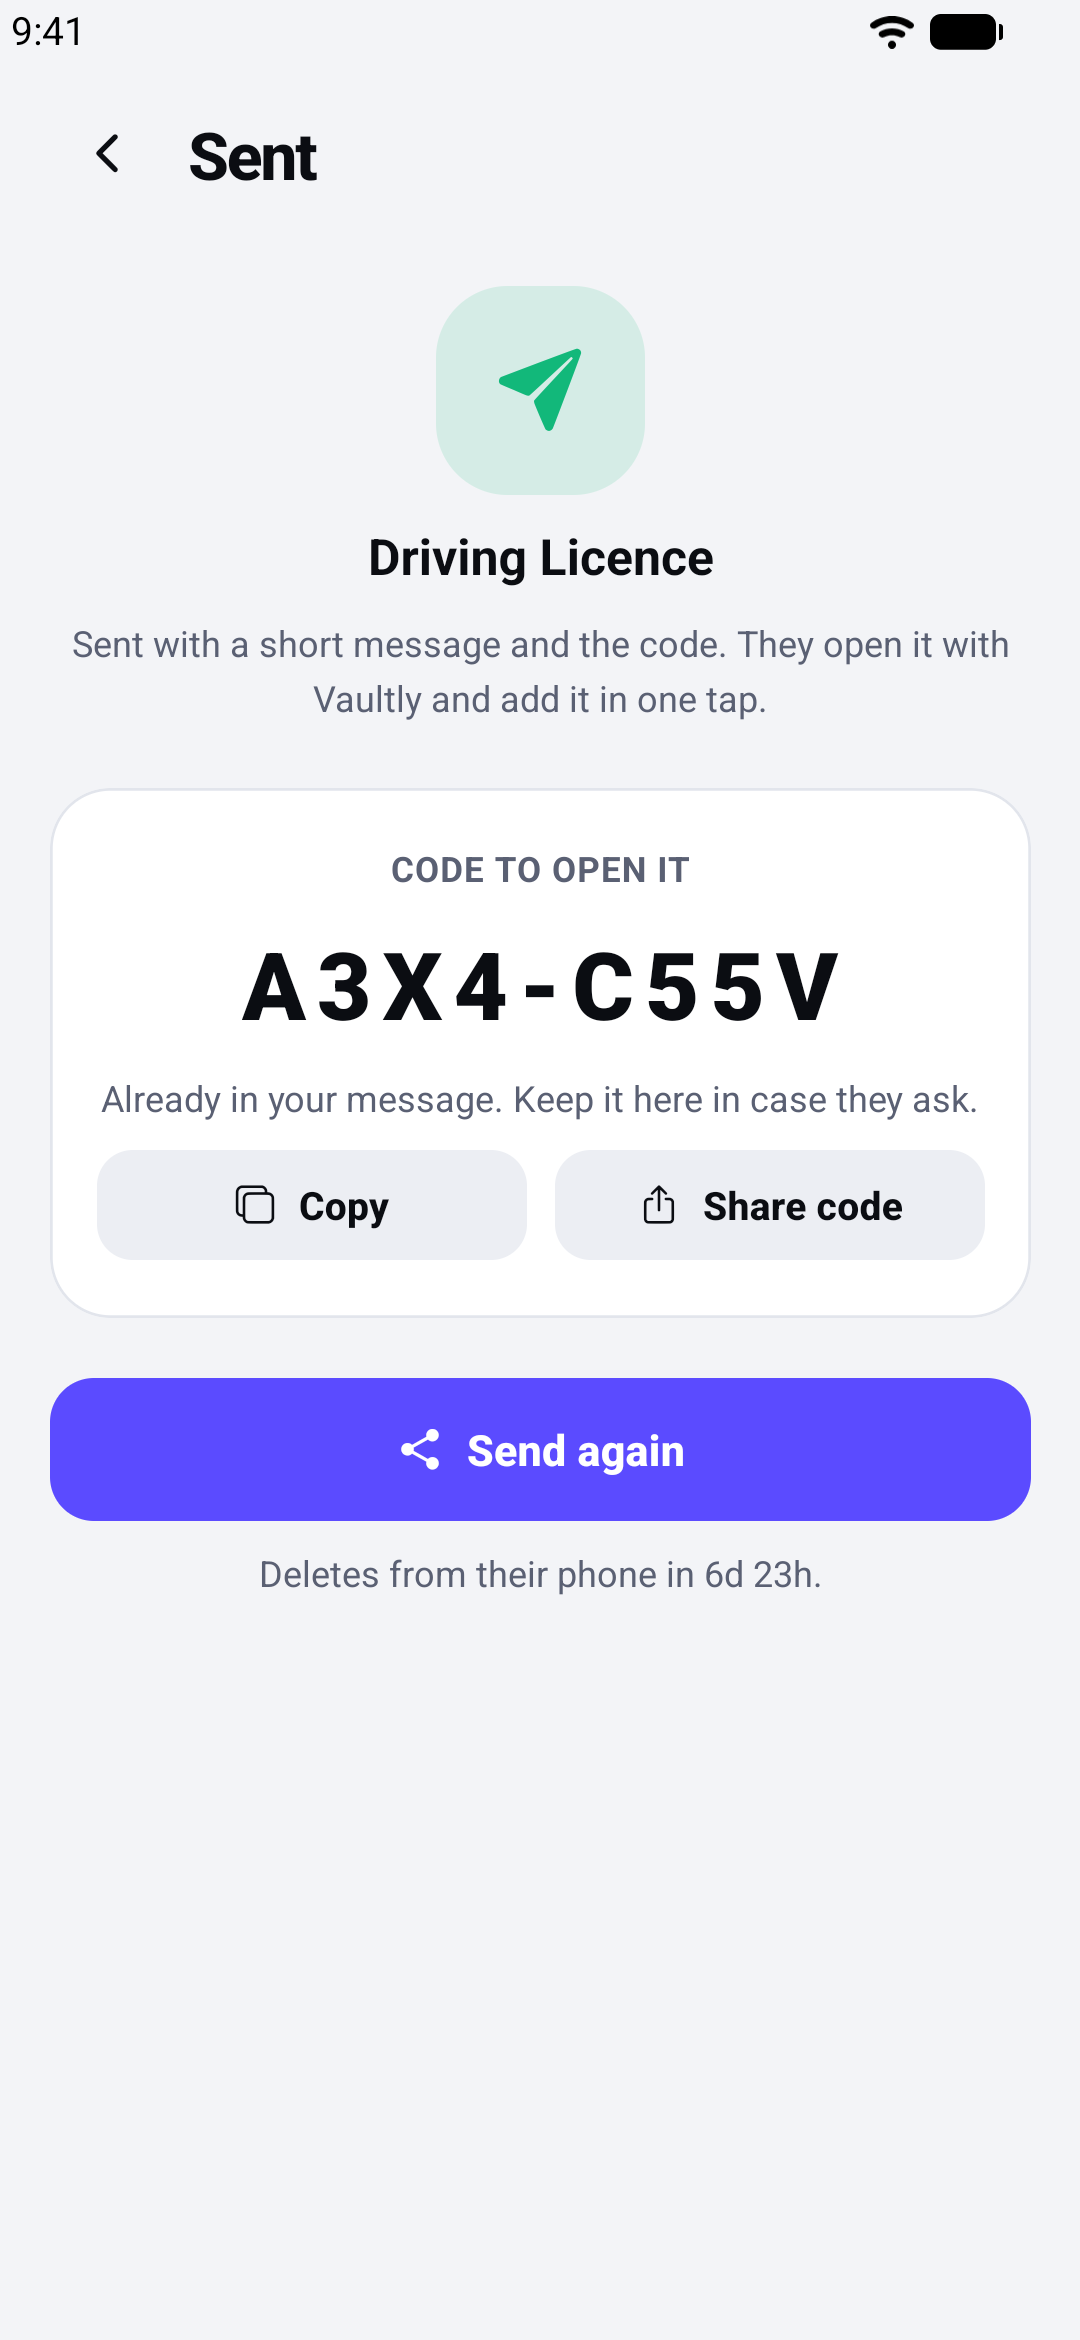 9:41
Sent
Driving Licence
Sent with a short message and the code. They open it with
Vaultly and add it in one tap.
CODE TO OPEN IT
A3X4-C55V
Already in your message. Keep it here in case they ask.
Copy
Share code
Send again
Deletes from their phone in 6d 23h.